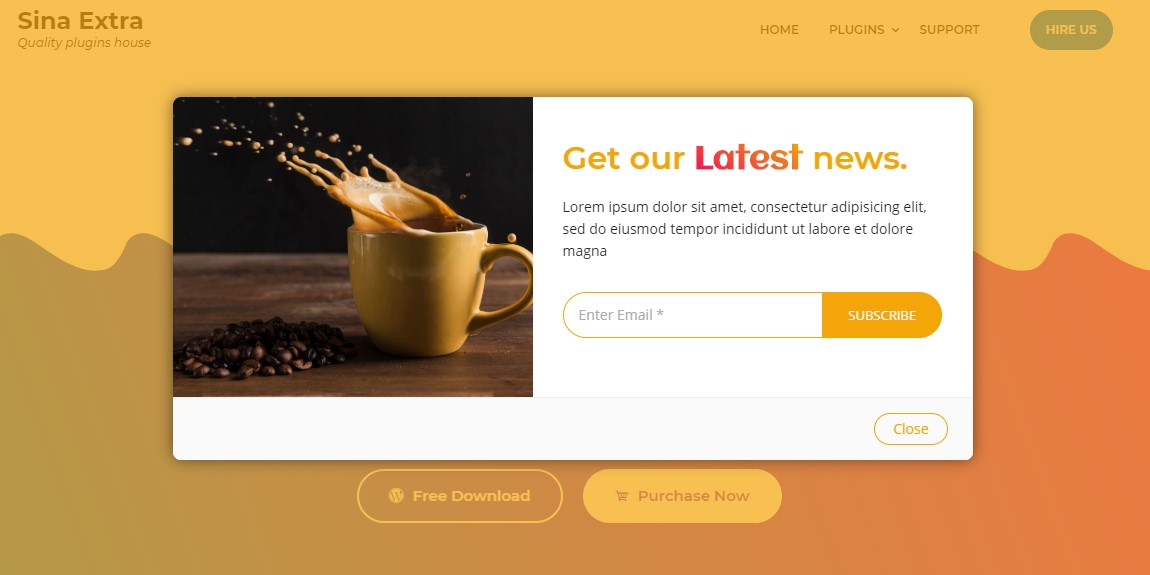 Sina Extra
Quality plugins house
HOME PLUGINS SUPPORT HIRE US
Get our Latest news.
Lorem ipsum dolor sit amet, consectetur adipisicing elit,
sed do eiusmod tempor incididunt ut labore et dolore
magna
Enter Email * SUBSCRIBE
Close
Free Download Purchase Now